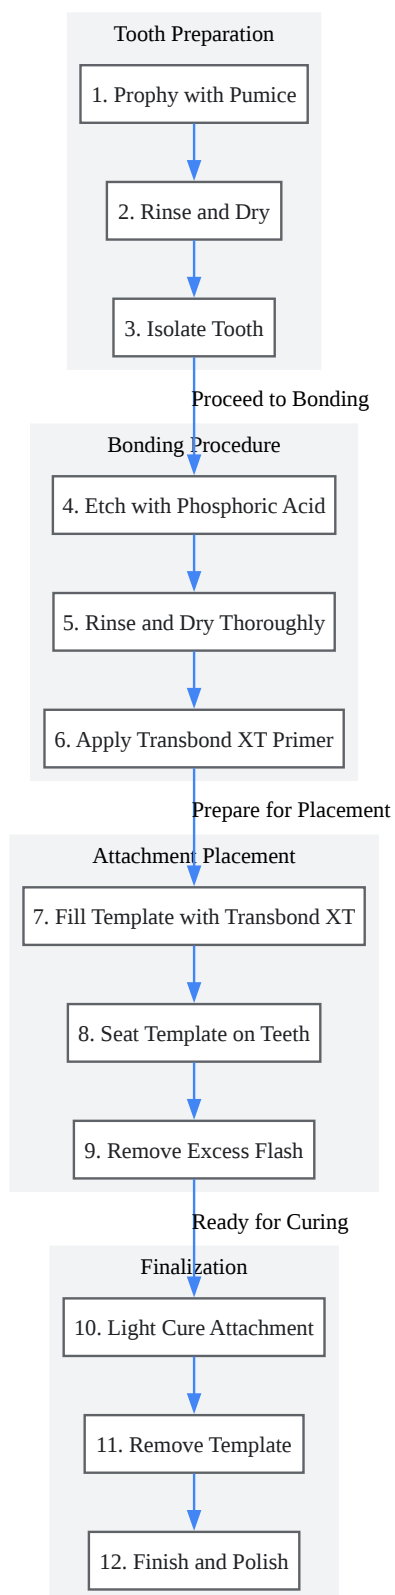 Tooth Preparation
1. Prophy with Pumice
2. Rinse and Dry
3. Isolate Tooth
Proceed to Bonding
Bonding Procedure
4. Etch with Phosphoric Acid
5. Rinse and Dry Thoroughly
6. Apply Transbond XT Primer
Prepare for Placement
Attachment Placement
7. Fill Template with Transbond XT
8. Seat Template on Teeth
9. Remove Excess Flash
Ready for Curing
Finalization
10. Light Cure Attachment
11. Remove Template
12. Finish and Polish